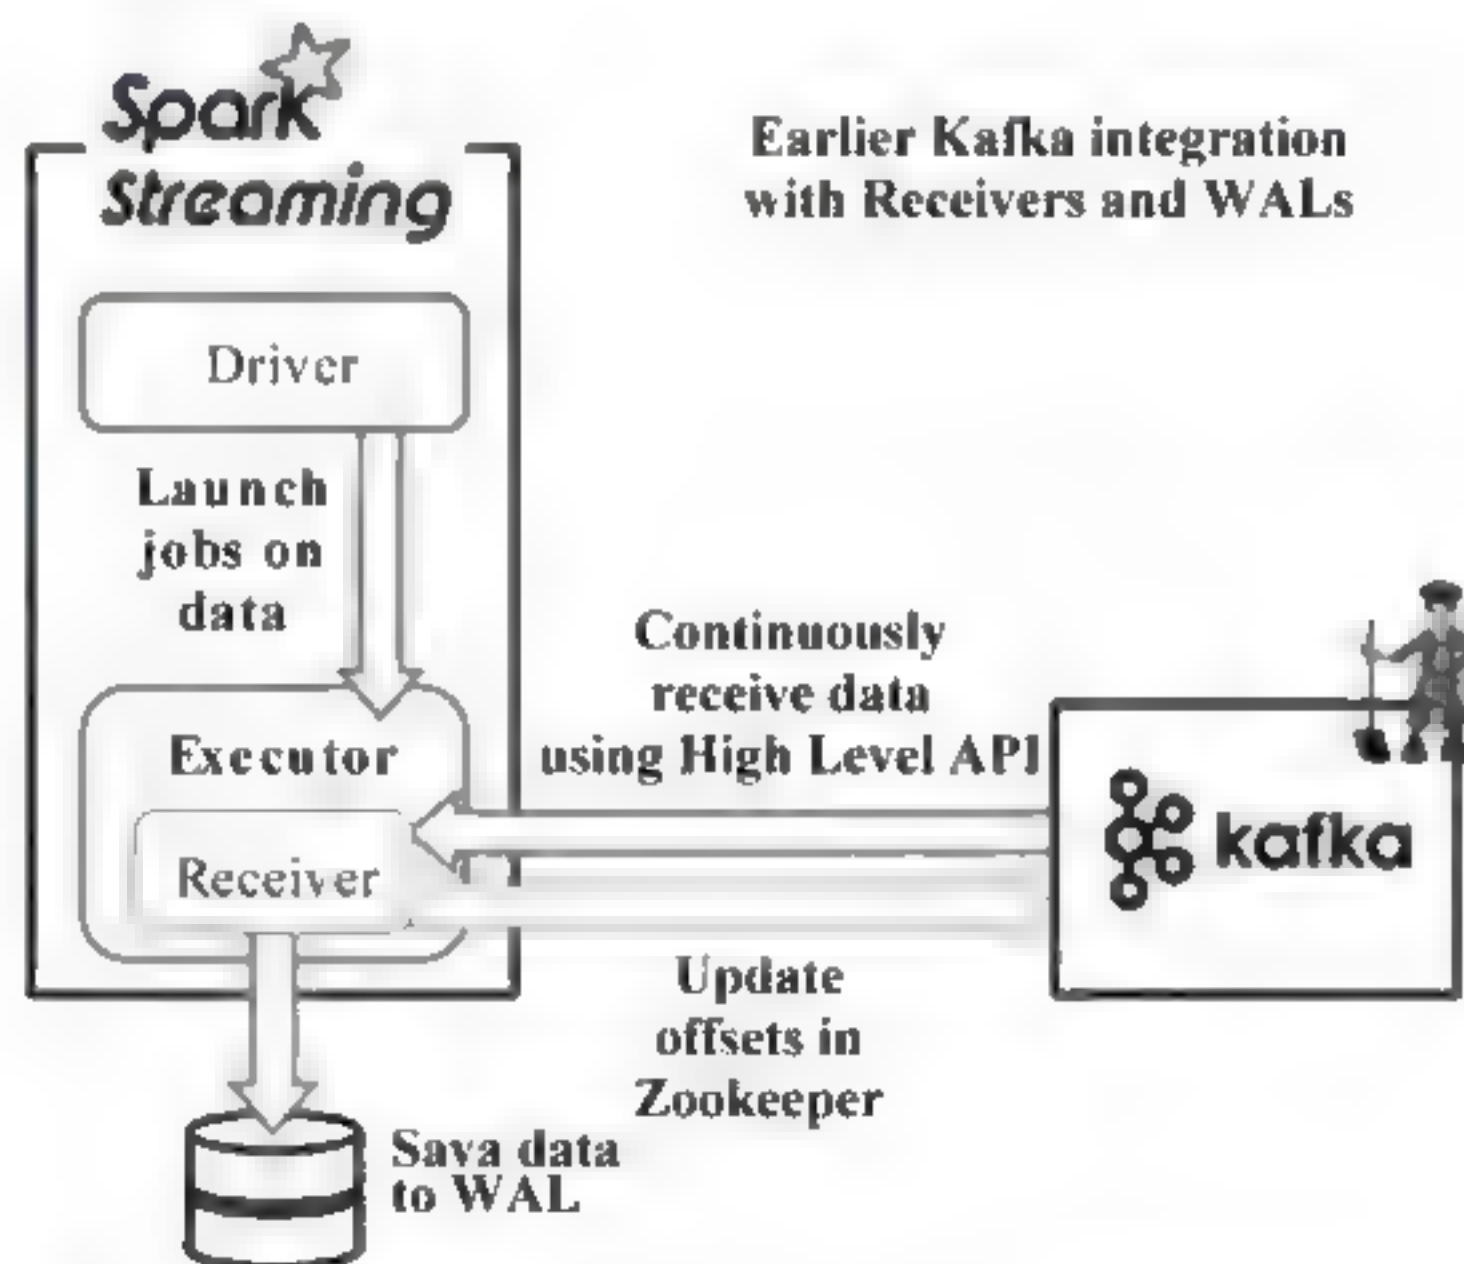 Spark
Streaming
Earlier Kafka integration
with Receivers and WALs
Driver
Launch
jobs on
data
Continuously
receive data
using High Level API
Executor
Receiver
kafka
Update
offsets in
Zookeeper
Sava data
to WAL